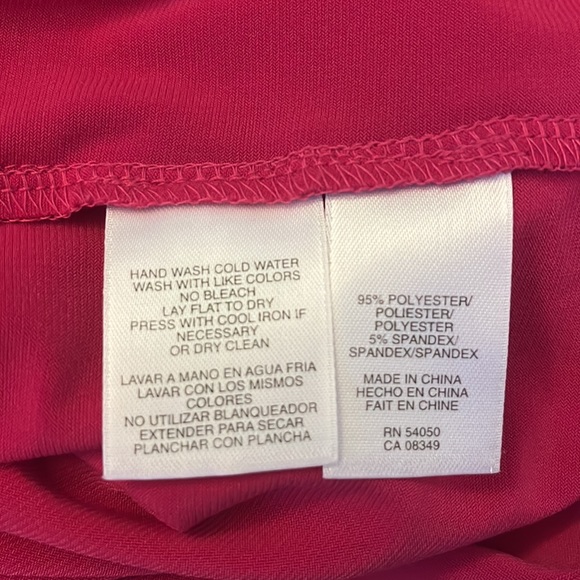 HAND WASH COLD WATER
WASH WITH LIKE COLORS
NO BLEACH
LAY FLAT TO DRY
PRESS WITH COOL IRON IF
NECESSARY
OR DRY CLEAN
LAVAR A MANO EN AGUA FRIA
LAVAR CON LOS MISMOS
COLORES
NO UTILIZAR BLANQUEADOR
EXTENDER PARA SECAR
PLANCHAR CON PLANCHA
95% POLYESTER/
POLIESTER/
POLYESTER
5% SPANDEX/
SPANDEX/SPANDEX
MADE IN CHINA
HECHO EN CHINA
FAIT EN CHINE
RN 54050
CA 08349